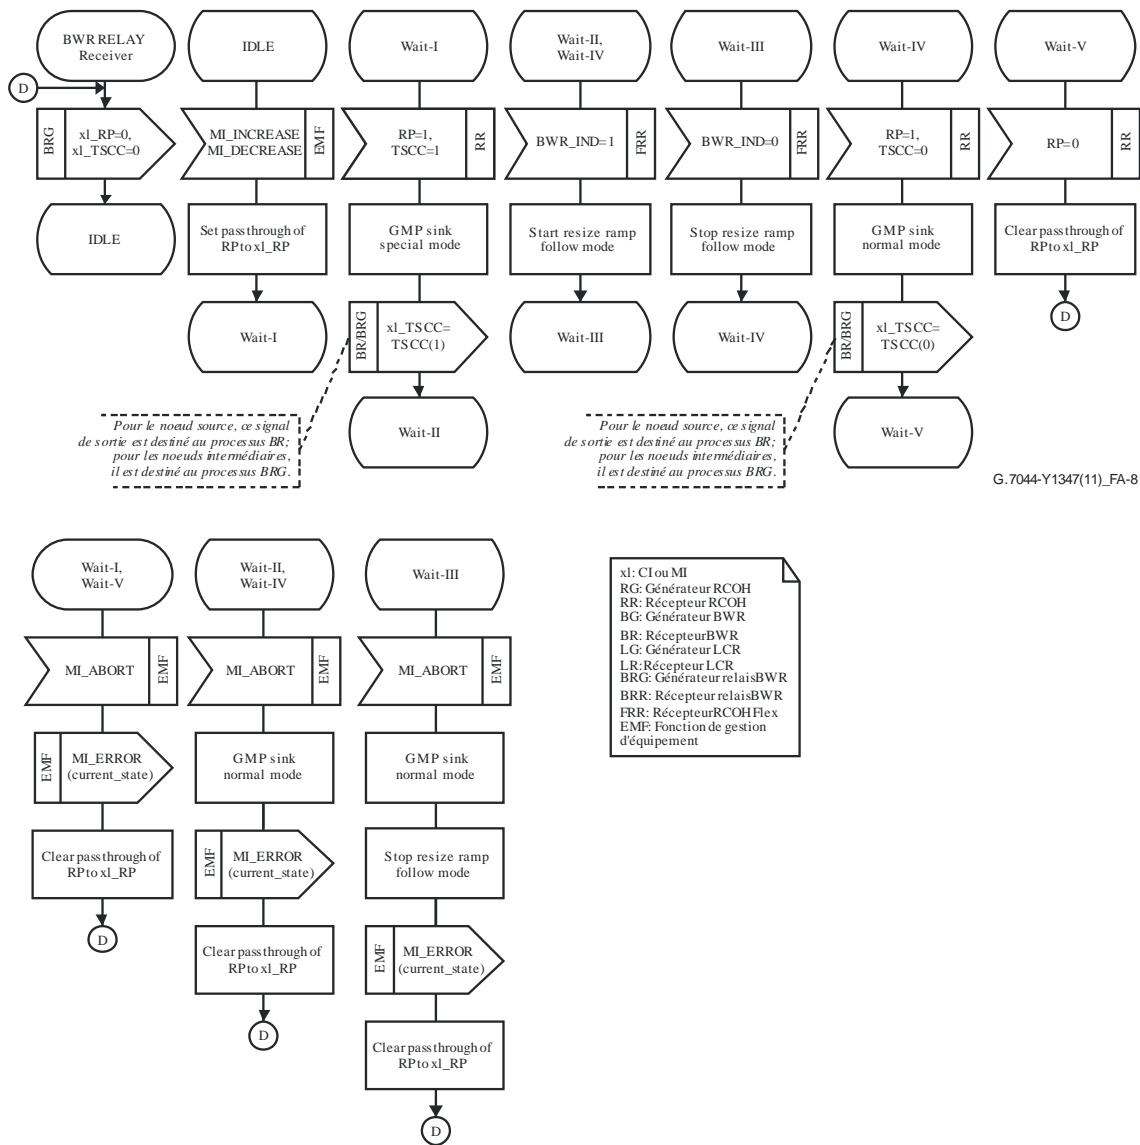 BWR RELAY
Receiver
D
BRG
xI_RP=0,
xI_TSCC=0
IDLE
IDLE
MI_INCREASE
MI_DECREASE
EMF
Set passthrough of
RP to xI_RP
Wait-I
Wait-I
RP=1,
TSCC=1
RR
GMP sink
special mode
BR/BRG
xI_TSCC=
TSCC(1)
Wait-II
Pour le noeud source, ce signal
de sortie est destiné au processus BR;
pour les noeuds intermédiaires,
il est destiné au processus BRG.
Wait-II,
Wait-IV
BWR_IND=1
FRR
Start resize ramp
follow mode
Wait-III
Wait-III
BWR_IND=0
FRR
Stop resize ramp
follow mode
Wait-IV
Wait-IV
RP=1,
TSCC=0
RR
GMP sink
normal mode
BR/BRG
xI_TSCC=
TSCC(0)
Wait-V
Pour le noeud source, ce signal
de sortie est destiné au processus BR;
pour les noeuds intermédiaires,
il est destiné au processus BRG.
Wait-V
RP=0
RR
Clear passthrough of
RP to xI_RP
D
G.7044-Y1347(11)_FA-8
Wait-I,
Wait-V
MI_ABORT
EMF
EMF
MI_ERROR
(current_state)
Clear passthrough of
RP to xI_RP
D
Wait-II,
Wait-IV
MI_ABORT
EMF
GMP sink
normal mode
EMF
MI_ERROR
(current_state)
Clear passthrough of
RP to xI_RP
D
Wait-III
MI_ABORT
EMF
GMP sink
normal mode
Stop resize ramp
follow mode
EMF
MI_ERROR
(current_state)
Clear passthrough of
RP to xI_RP
D
xI: CI ou MI
RG: Générateur RCOH
RR: Récepteur RCOH
BG: Générateur BWR
BR: Récepteur BWR
LG: Générateur LCR
LR: Récepteur LCR
BRG: Générateur relais BWR
BRR: Récepteur relais BWR
FRR: Récepteur RCOH Flex
EMF: Fonction de gestion
d'équipement